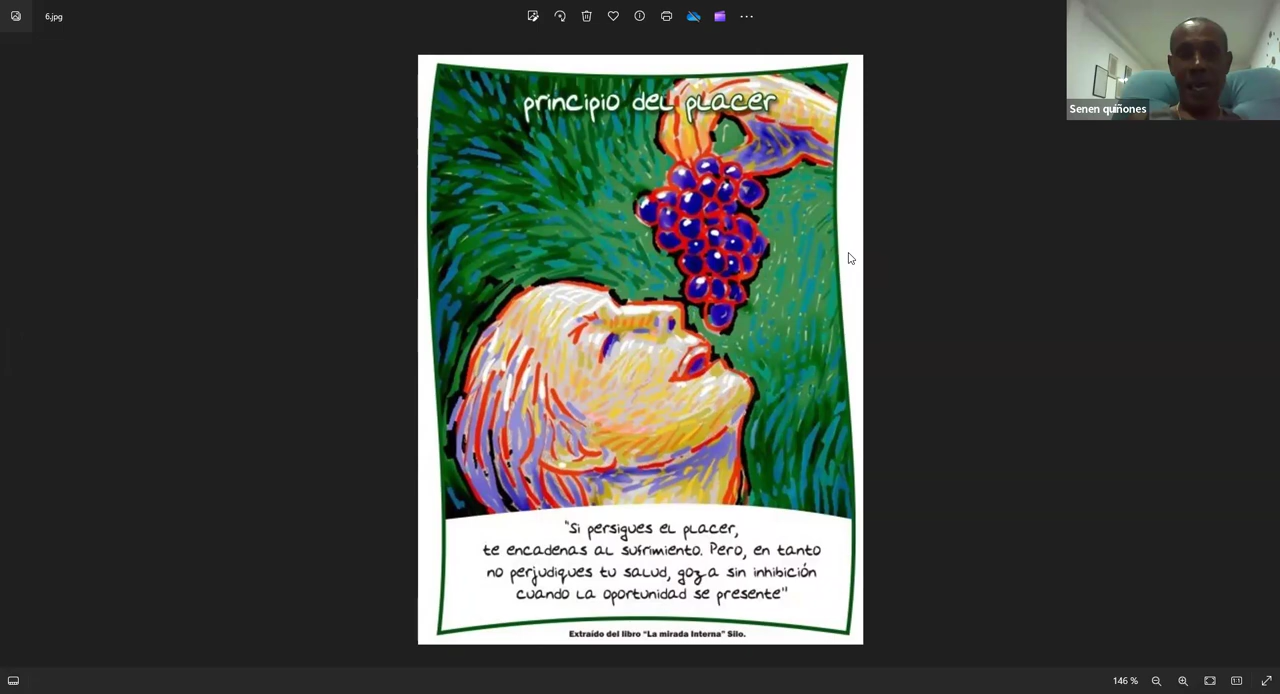 6.jpg
Senen quiñones
principio del placer
"Si persigues el placer,
te encadenas al sufrimiento. Pero, en tanto
no perjudiques tu salud, goza sin inhibición
cuando la oportunidad se presente"
Extraído del libro "La mirada Interna" Silo.
146 %